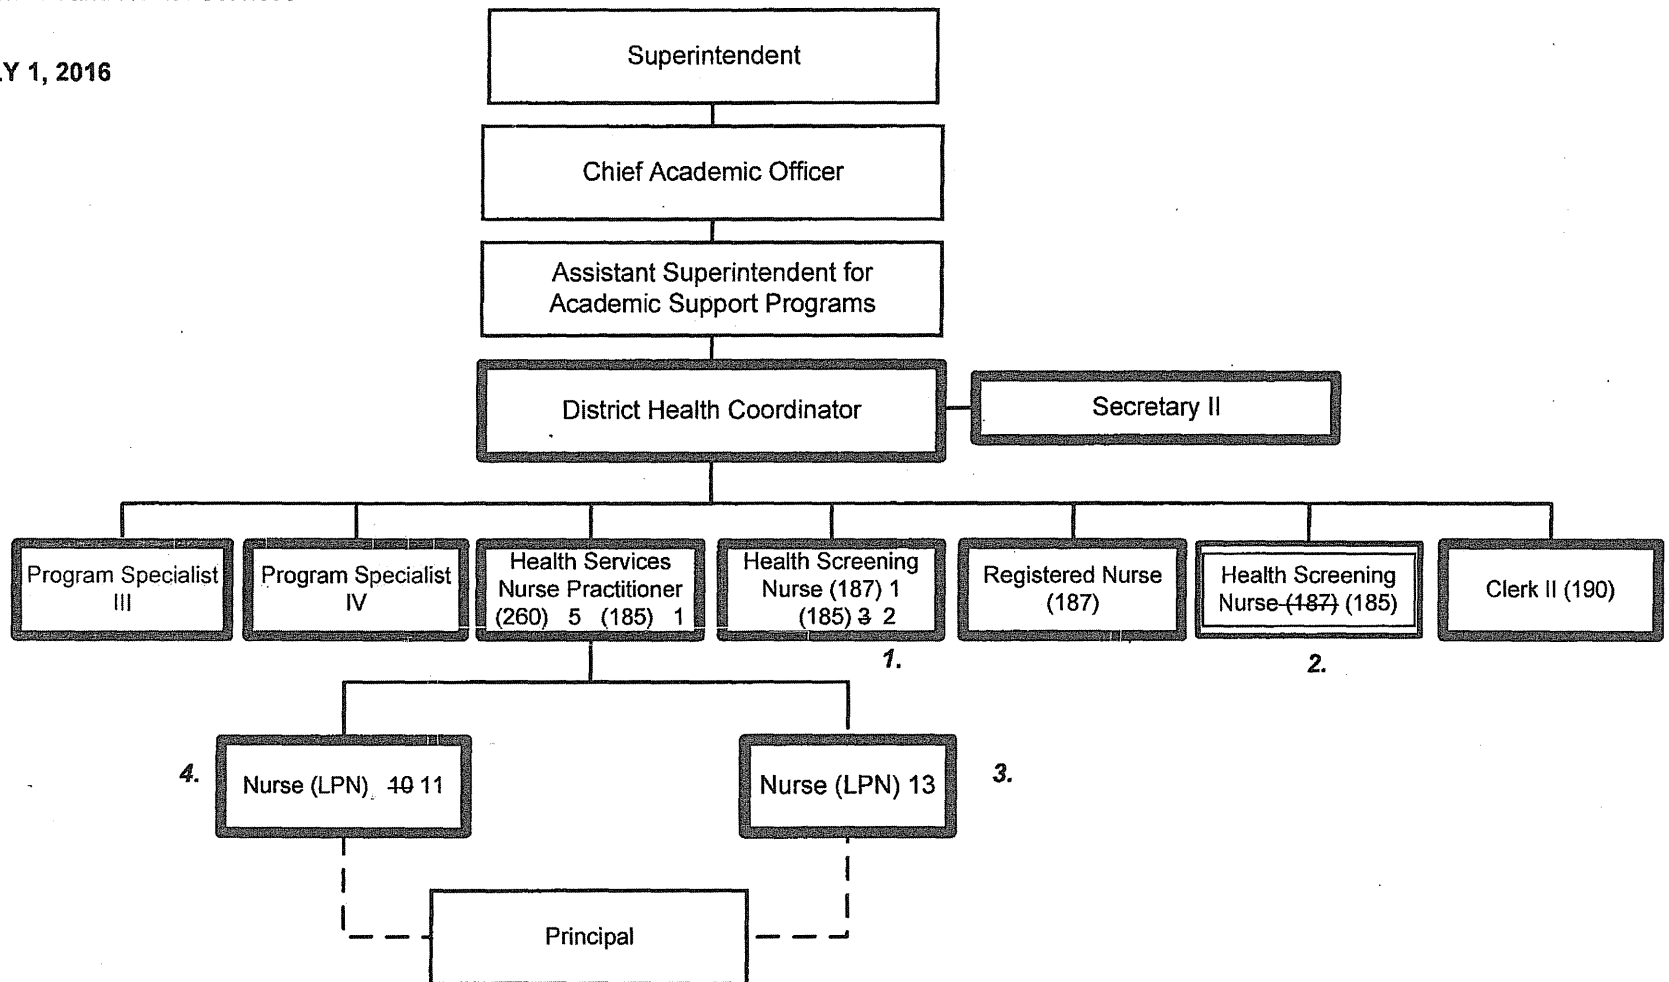 LY 1, 2016
Superintendent
Chief Academic Officer
Assistant Superintendent for
Academic Support Programs
District Health Coordinator
Secretary II
Program Specialist
III
Program Specialist
IV
Health Services
Nurse Practitioner
(260) 5 (185) 1
Health Screening
Nurse (187) 1
(185) 3 2
Registered Nurse
(187)
Health Screening
Nurse (187) (185)
Clerk II (190)
1.
2.
4.
Nurse (LPN) 10 11
Nurse (LPN) 13
3.
Principal